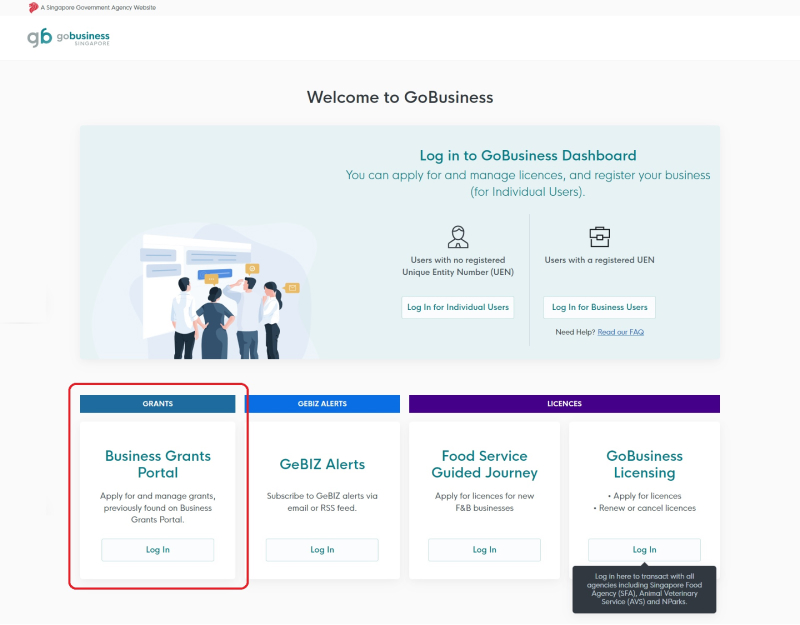 A Singapore Government Agency Website
gb gobusiness
SINGAPORE
Welcome to GoBusiness
Log in to GoBusiness Dashboard
You can apply for and manage licences, and register your business
(for Individual Users).
Users with no registered
Unique Entity Number (UEN)
Log In for Individual Users
Users with a registered UEN
Log In for Business Users
Need Help? Read our FAQ
GRANTS
GEBIZ ALERTS
LICENCES
Business Grants
Portal
Apply for and manage grants,
previously found on Business
Grants Portal.
Log In
GeBIZ Alerts
Subscribe to GeBIZ alerts via
email or RSS feed.
Log In
Food Service
Guided Journey
Apply for licences for new
F&B businesses
Log In
GoBusiness
Licensing
• Apply for licences
• Renew or cancel licences
Log In
Log in here to transact with all
agencies including Singapore Food
Agency (SFA), Animal Veterinary
Service (AVS) and NParks.